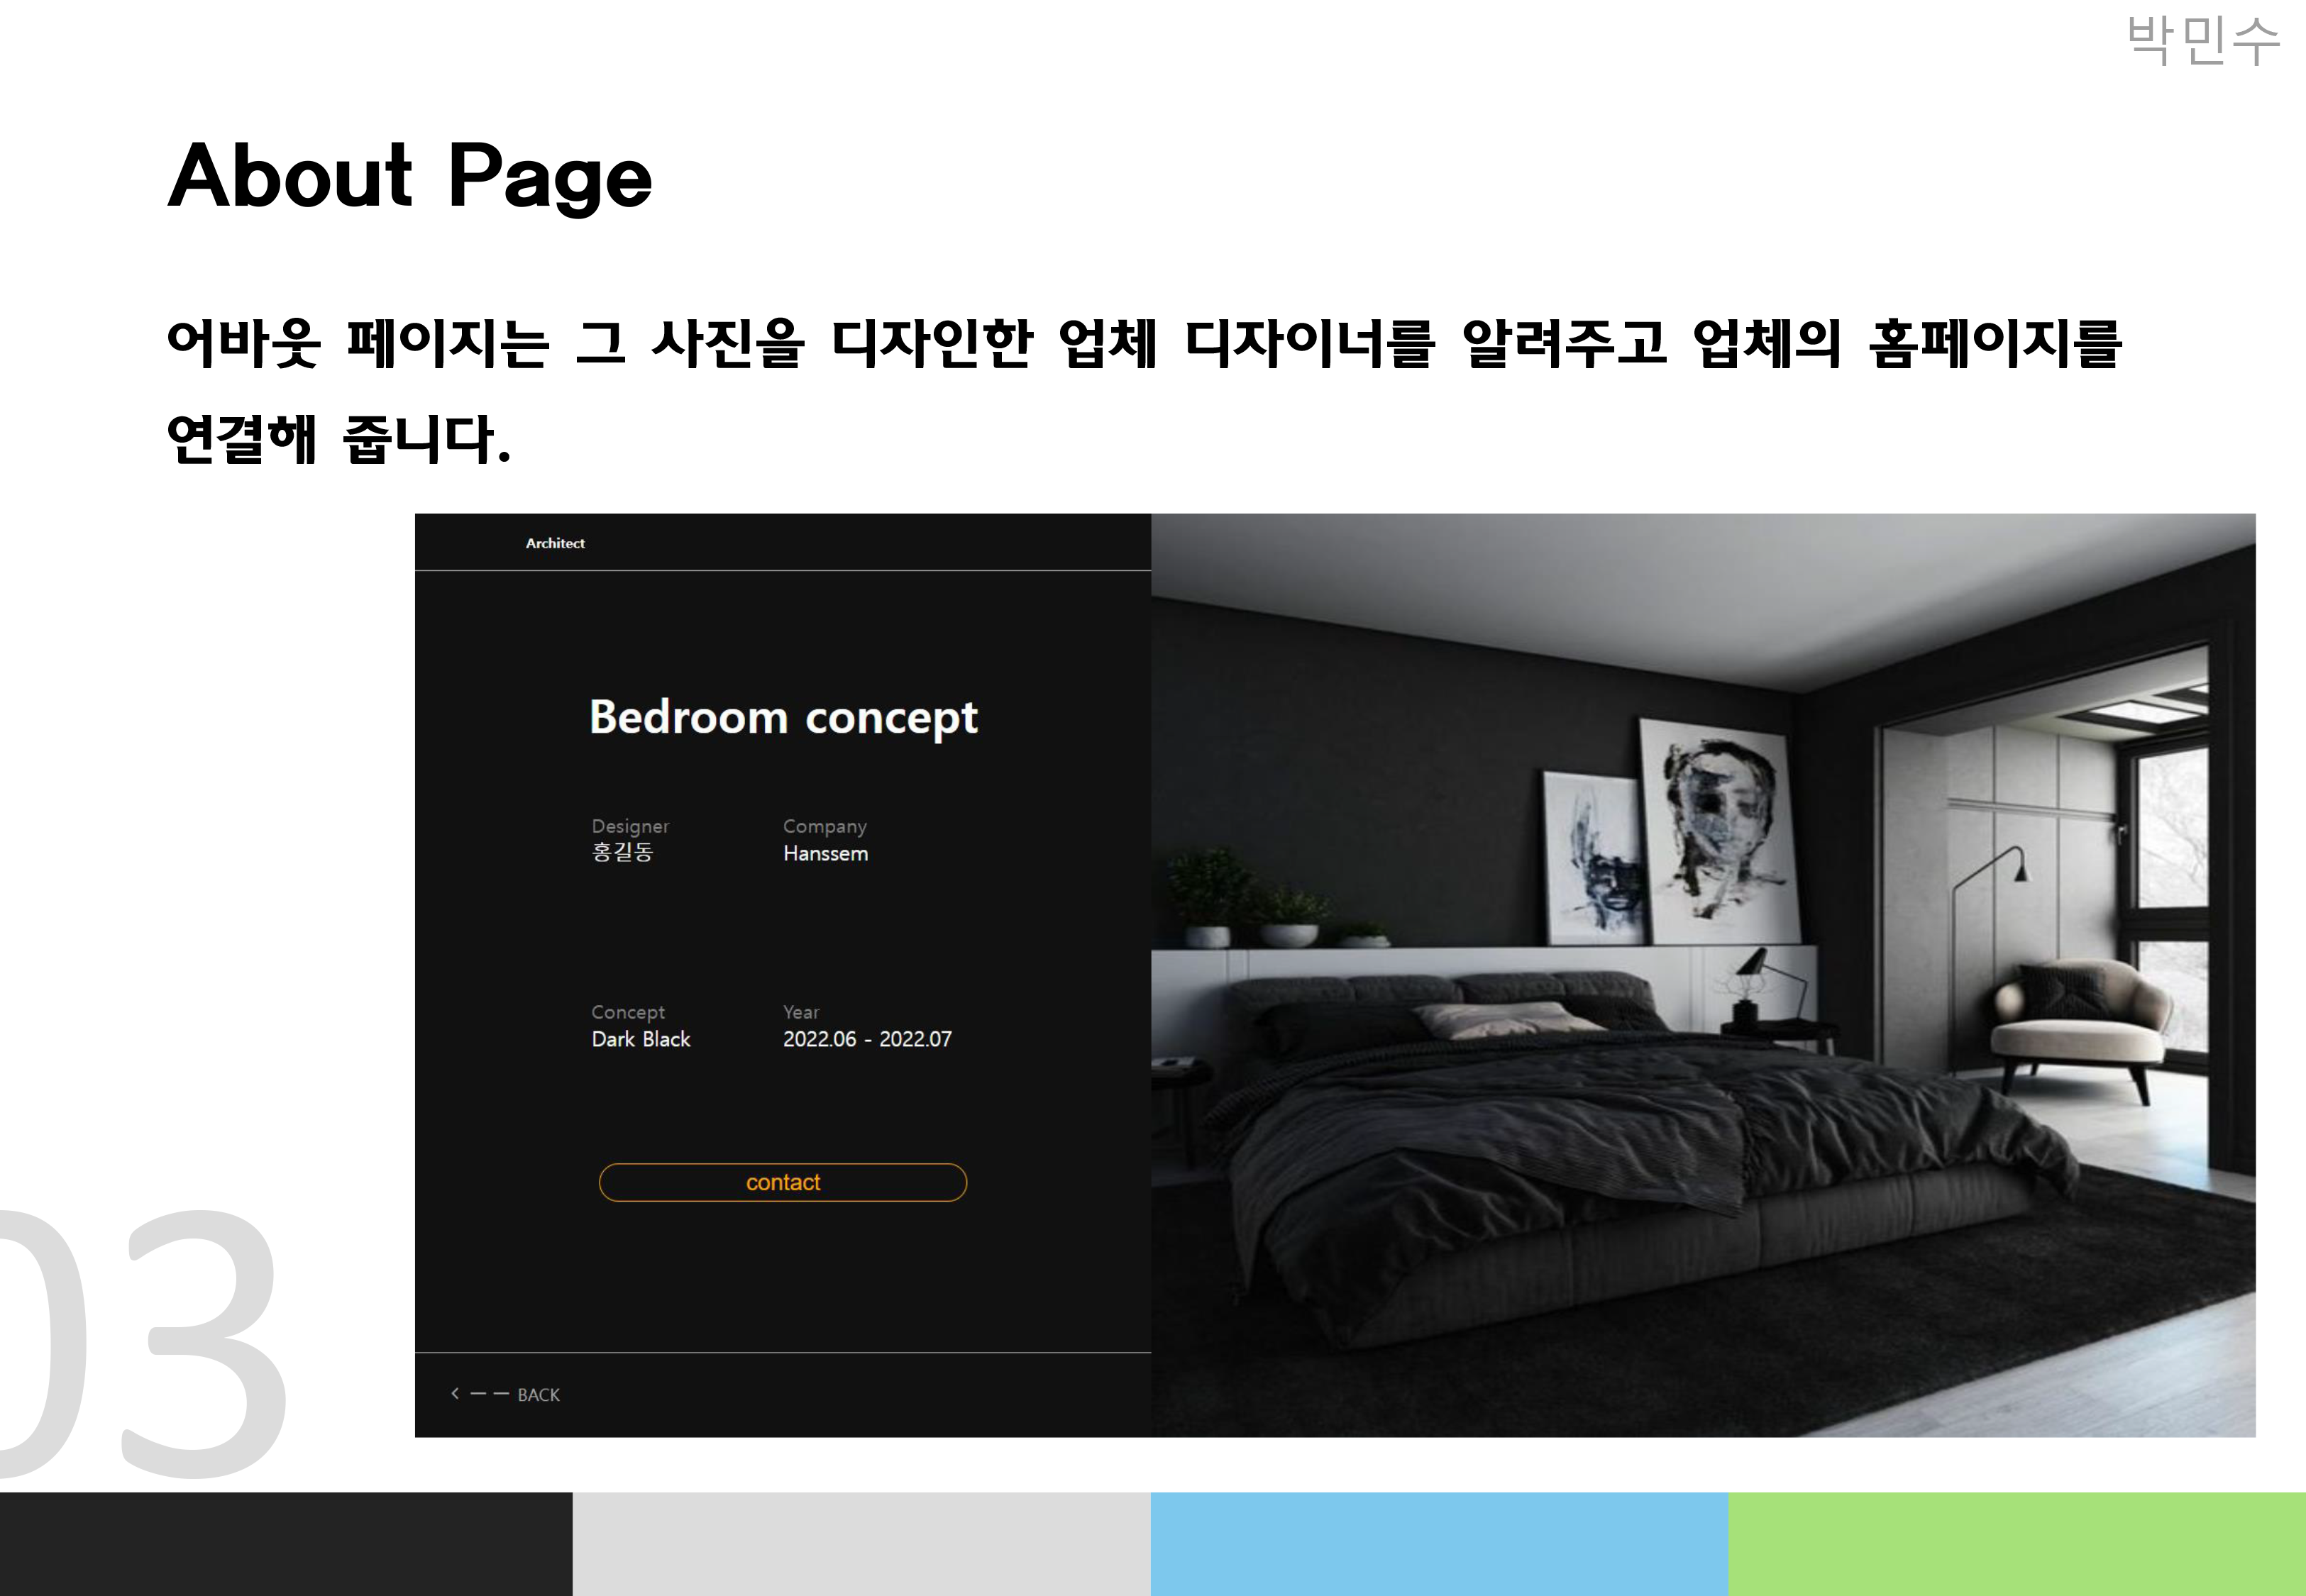 박민수
About Page
어바웃 페이지는 그 사진을 디자인한 업체 디자이너를 알려주고 업체의 홈페이지를
연결해 줍니다.
Architect
Bedroom concept
Designer Company
홍길동 Hanssem
Concept Year
Dark Black 2022.06 - 2022.07
contact
BACK
03